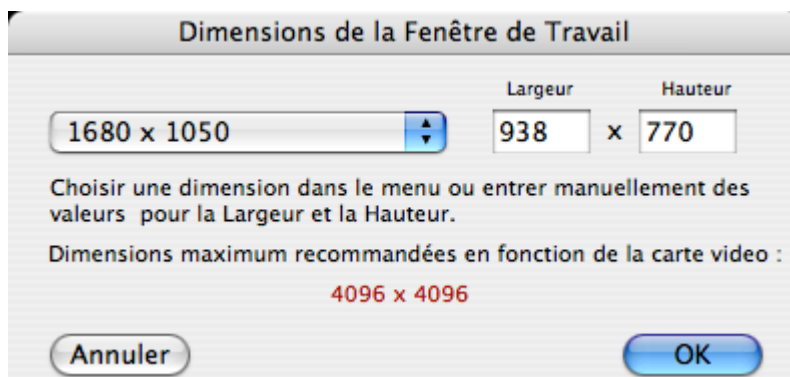 Dimensions de la Fenêtre de Travail
Largeur Hauteur
1680 x 1050 938 x 770
Choisir une dimension dans le menu ou entrer manuellement des
valeurs pour la Largeur et la Hauteur.
Dimensions maximum recommandées en fonction de la carte video :
4096 x 4096
Annuler OK